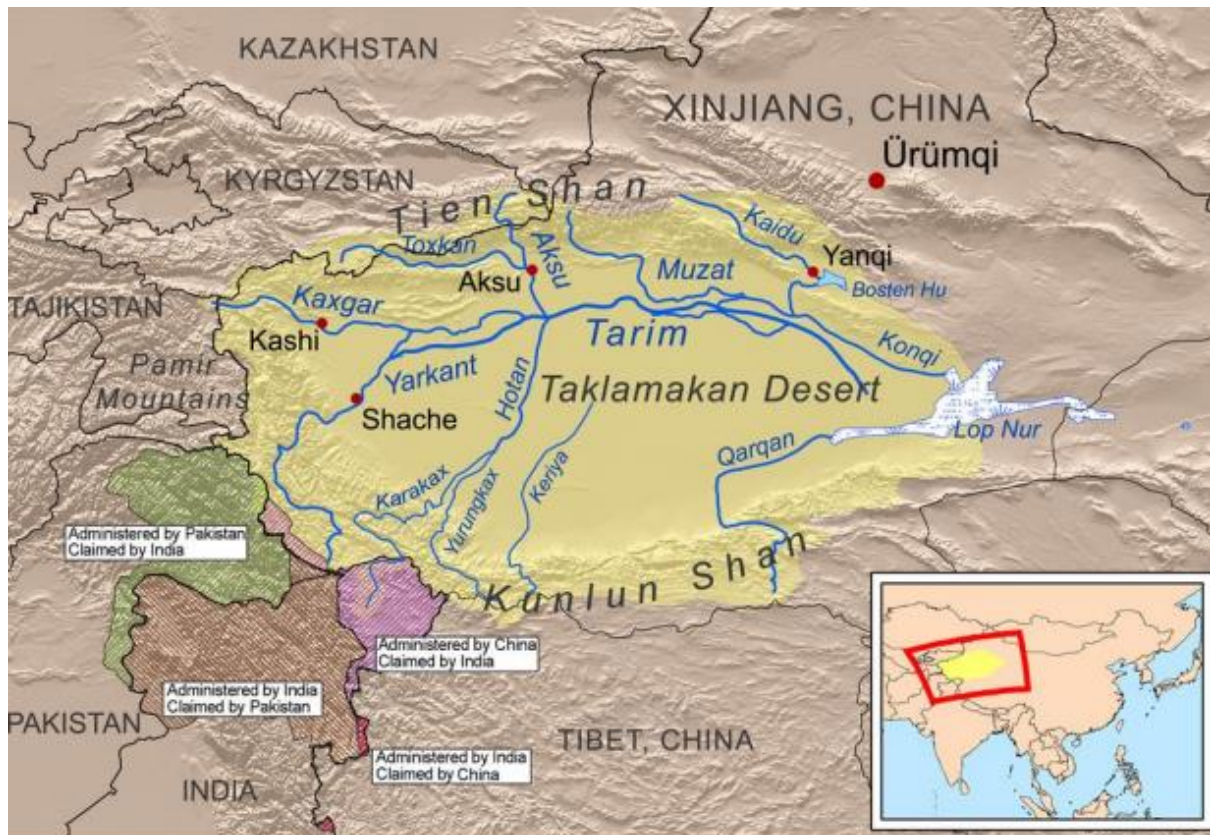 KAZAKHSTAN
XINJIANG, CHINA
Ürümqi
KYRGYZSTAN
Tien Shan
Kaidu
Toxkan
Aksu
Yanqi
Aksu
Muzat
Bosten Hu
TAJIKISTAN
Kaxgar
Kashi
Tarim
Konqi
Pamir
Mountains
Yarkant
Hotan
Taklamakan Desert
Shache
Lop Nur
Qarqan
Keriya
Karakax
Yurungkax
Administered by Pakistan
Claimed by India
Kunlun Shan
Administered by China
Claimed by India
Administered by India
Claimed by Pakistan
PAKISTAN
TIBET, CHINA
Administered by India
Claimed by China
INDIA